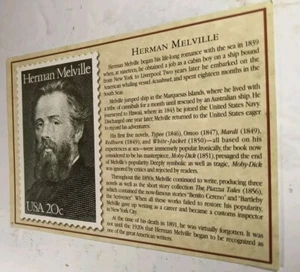 Herman Melville
USA 20c
HERMAN MELVILLE
Herman Melville began his life-long romance with the sea in 1839
when, at nineteen, he obtained a job as a cabin boy on a ship bound
from New York to Liverpool. Two years later he embarked on the
American whaling vessel Acushnet, and spent eighteen months in the
South Seas.
Melville jumped ship in the Marquesas Islands, where he lived with
a tribe of cannibals for a month until rescued by an Australian ship. He
journeyed to Hawaii, where in 1843 he joined the United States Navy.
Discharged one year later, Melville returned to the United States eager
to record his adventures.
His first five novels, Typee (1846), Omoo (1847), Mardi (1849),
Redburn (1849) and White-Jacket (1850)—all based on his
experiences at sea—were immensely popular. Ironically, the book now
considered to be his masterpiece, Moby-Dick (1851), presaged the end
of Melville's popularity. Deeply symbolic as well as tragic, Moby-Dick
was ignored by critics and rejected by readers.
Throughout the 1850s, Melville continued to write, producing these
words as well as the short story collection The Piazza Tales (1856),
which contained the now-famous stories "Benito Cereno" and "Bartleby
the Scrivener." When all these works failed to restore his popularity,
Melville gave up writing as a career and became a customs inspector
in New York City.
At the time of his death in 1891, he was virtually forgotten. It was
not until the 1920s that Herman Melville began to be recognized as
one of the great American writers.